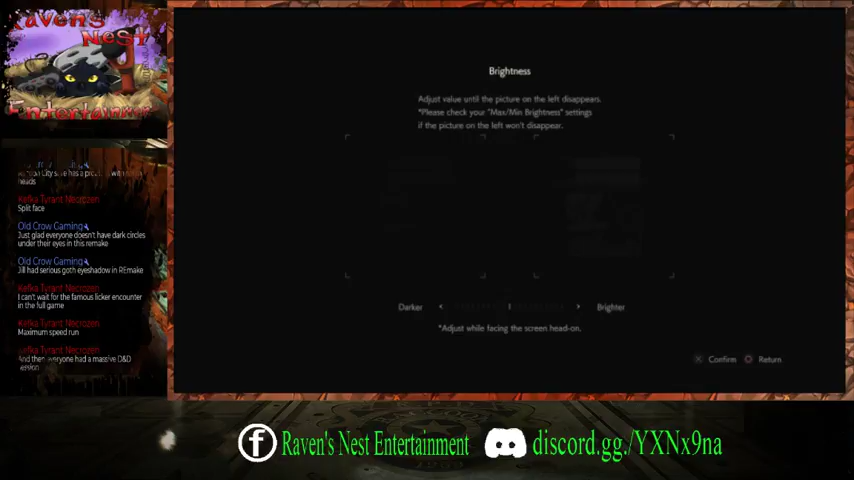 Raven's
Nest
Entertainment
heads
Kefka Tyrant Necrozen
Split face
Old Crow Gaming
Just glad everyone doesn't have dark circles
under their eyes in this remake
Old Crow Gaming
Jill had serious goth eyeshadow in REmake
Kefka Tyrant Necrozen
I can't wait for the famous licker encounter
in the full game
Kefka Tyrant Necrozen
Maximum speed run
Kefka Tyrant Necrozen
And then everyone had a massive D&D
session
Brightness
Adjust value until the picture on the left disappears.
*Please check your "Max/Min Brightness" settings
if the picture on the left won't disappear.
Darker
Brighter
*Adjust while facing the screen head-on.
Confirm
Return
Raven's Nest Entertainment
discord.gg./YXNx9na